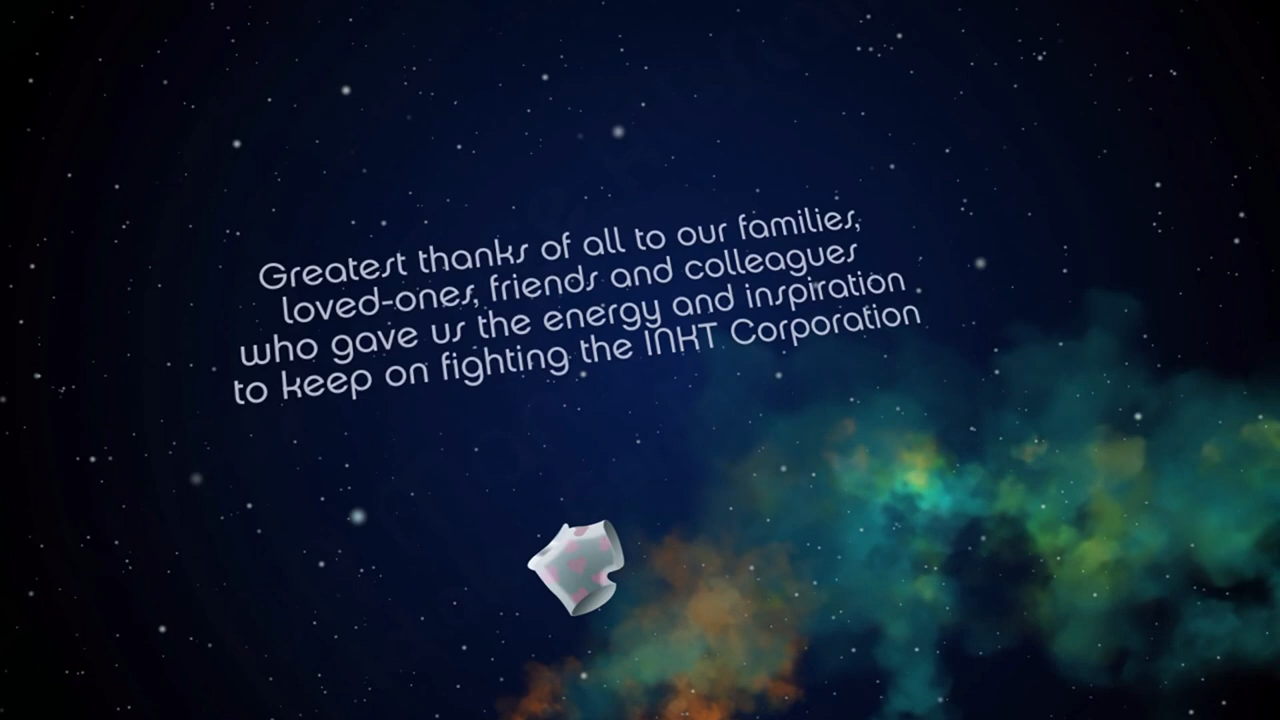 Greatest thanks of all to our families,
loved-ones, friends and colleagues
who gave us the energy and inspiration
to keep on fighting the INKT Corporation